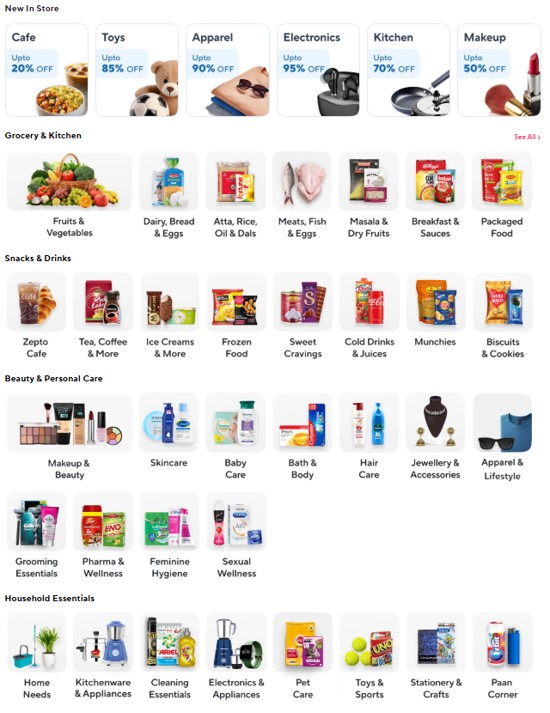 New In Store
Cafe
Toys
Apparel
Electronics
Kitchen
Makeup
Upto
20% OFF
Upto
85% OFF
Upto
90% OFF
Upto
95% OFF
Upto
70% OFF
Upto
50% OFF
Grocery & Kitchen
See All >
Fruits &
Vegetables
Dairy, Bread
& Eggs
Atta, Rice,
Oil & Dals
Meats, Fish
& Eggs
Masala &
Dry Fruits
Breakfast &
Sauces
Packaged
Food
Snacks & Drinks
Zepto
Cafe
Tea, Coffee
& More
Ice Creams
& More
Frozen
Food
Sweet
Cravings
Cold Drinks
& Juices
Munchies
Biscuits
& Cookies
Beauty & Personal Care
Makeup &
Beauty
Skincare
Baby
Care
Bath &
Body
Hair
Care
Jewellery &
Accessories
Apparel &
Lifestyle
Grooming
Essentials
Pharma &
Wellness
ENO
Feminine
Hygiene
Sexual
Wellness
Household Essentials
ARIEL
UNO
Home
Needs
Kitchenware
& Appliances
Cleaning
Essentials
Electronics &
Appliances
Pet
Care
Toys &
Sports
Stationery &
Crafts
Paan
Corner